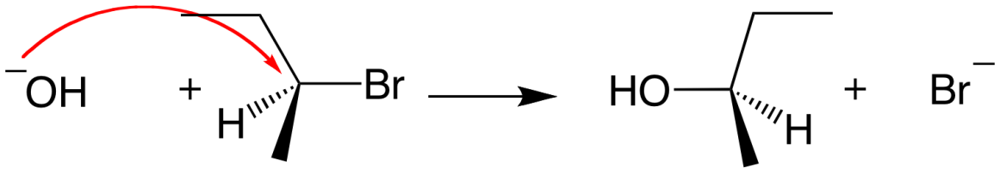 ⁻OH + H Br HO H + Br⁻